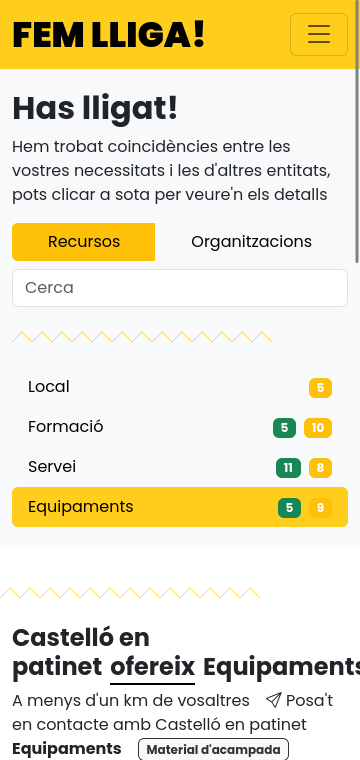 FEM LLIGA!
Has lligat!
Hem trobat coincidències entre les
vostres necessitats i les d'altres entitats,
pots clicar a sota per veure'n els detalls
Recursos Organitzacions
Cerca
Local 5
Formació 5 10
Servei 11 8
Equipaments 5 9
Castelló en
patinet ofereix Equipaments
A menys d'un km de vosaltres Posa't
en contacte amb Castelló en patinet
Equipaments Material d'acampada